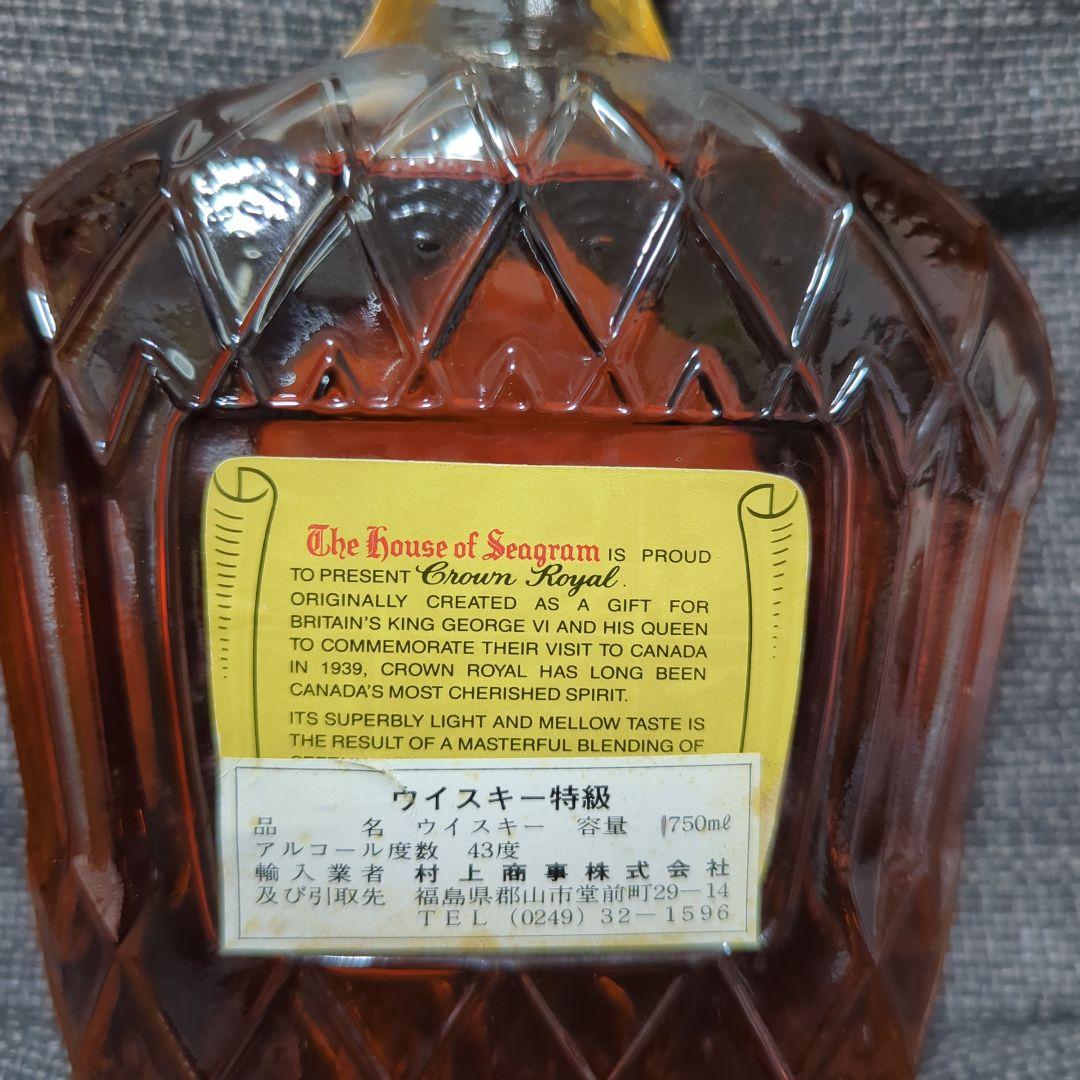 The House of Seagram IS PROUD
TO PRESENT Crown Royal.
ORIGINALLY CREATED AS A GIFT FOR
BRITAIN'S KING GEORGE VI AND HIS QUEEN
TO COMMEMORATE THEIR VISIT TO CANADA
IN 1939, CROWN ROYAL HAS LONG BEEN
CANADA'S MOST CHERISHED SPIRIT.
ITS SUPERBLY LIGHT AND MELLOW TASTE IS
THE RESULT OF A MASTERFUL BLENDING OF
ウイスキー特級
品 名 ウイスキー 容量 750ml
アルコール度数 43度
輸入業者 村上商事株式会社
及び引取先 福島県郡山市堂前町29-14
TEL (0249) 32-1596